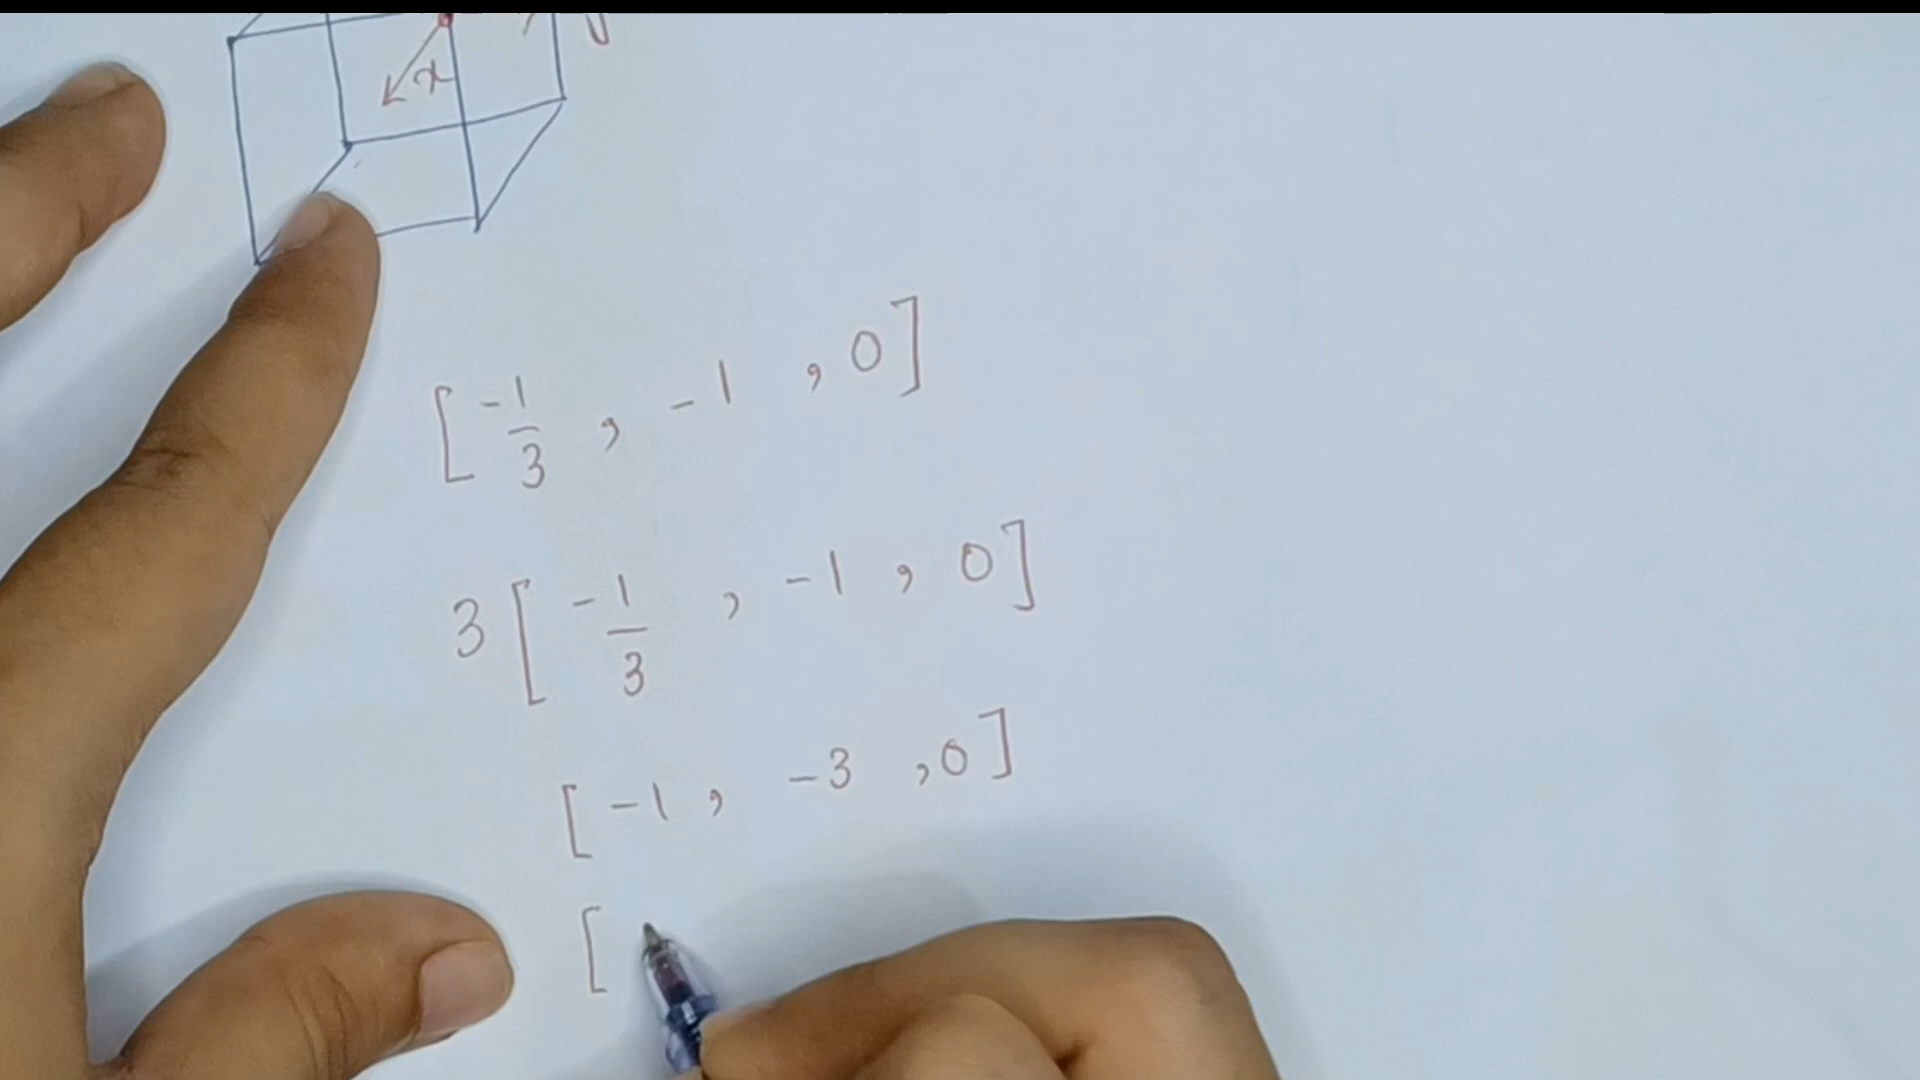 x
[-1/3 , -1 , 0]
3[-1/3 , -1 , 0]
[-1 , -3 , 0]
[